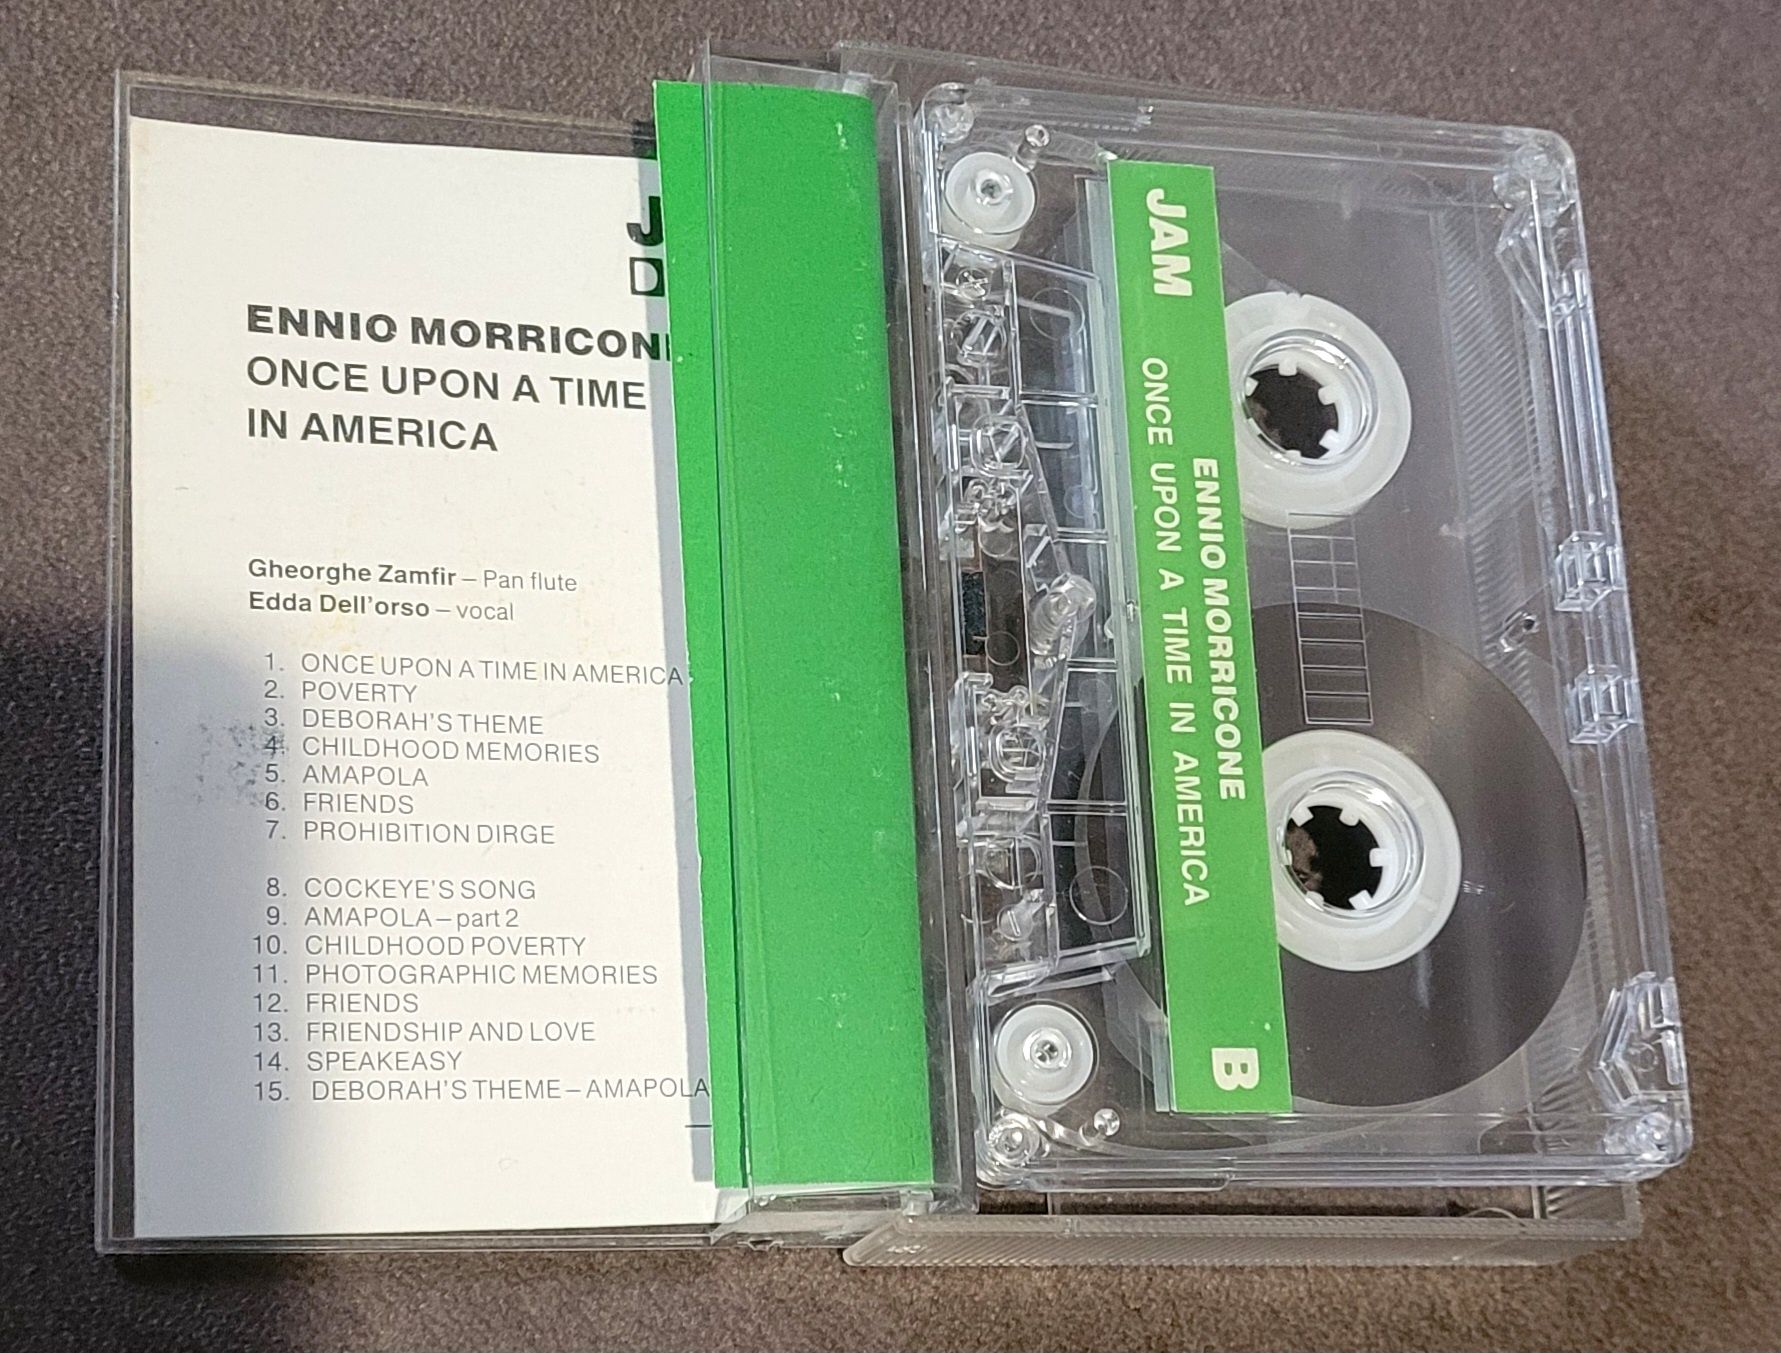 ENNIO MORRICONE
ONCE UPON A TIME
IN AMERICA
Gheorghe Zamfir – Pan flute
Edda Dell'orso – vocal
1. ONCE UPON A TIME IN AMERICA
2. POVERTY
3. DEBORAH'S THEME
4. CHILDHOOD MEMORIES
5. AMAPOLA
6. FRIENDS
7. PROHIBITION DIRGE
8. COCKEYE'S SONG
9. AMAPOLA – part 2
10. CHILDHOOD POVERTY
11. PHOTOGRAPHIC MEMORIES
12. FRIENDS
13. FRIENDSHIP AND LOVE
14. SPEAKEASY
15. DEBORAH'S THEME – AMAPOLA
JAM
ENNIO MORRICONE
ONCE UPON A TIME IN AMERICA
B